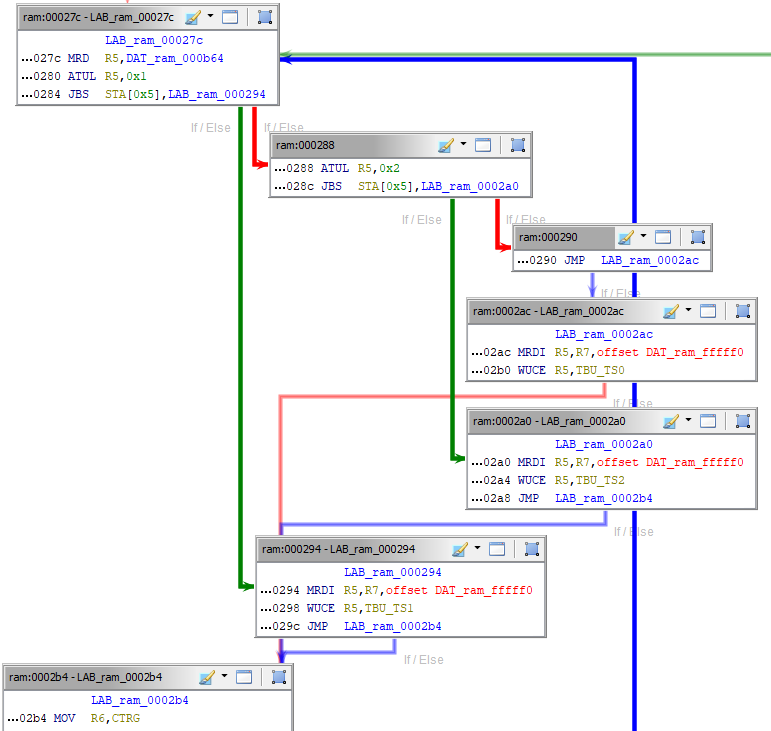 ram:00027c - LAB_ram_00027c
LAB_ram_00027c
...027c MRD R5,DAT_ram_000b64
...0280 ATUL R5,0x1
...0284 JBS STA[0x5],LAB_ram_000294
If / Else
If / Else
ram:000288
...0288 ATUL R5,0x2
...028c JBS STA[0x5],LAB_ram_0002a0
If / Else
If / Else
ram:000290
...0290 JMP LAB_ram_0002ac
If / Else
ram:0002ac - LAB_ram_0002ac
LAB_ram_0002ac
...02ac MRDI R5,R7,offset DAT_ram_fffff0
...02b0 WUCE R5,TBU_TS0
If / Else
ram:0002a0 - LAB_ram_0002a0
LAB_ram_0002a0
...02a0 MRDI R5,R7,offset DAT_ram_fffff0
...02a4 WUCE R5,TBU_TS2
...02a8 JMP LAB_ram_0002b4
If / Else
ram:000294 - LAB_ram_000294
LAB_ram_000294
...0294 MRDI R5,R7,offset DAT_ram_fffff0
...0298 WUCE R5,TBU_TS1
...029c JMP LAB_ram_0002b4
If / Else
ram:0002b4 - LAB_ram_0002b4
LAB_ram_0002b4
...02b4 MOV R6,CTRG